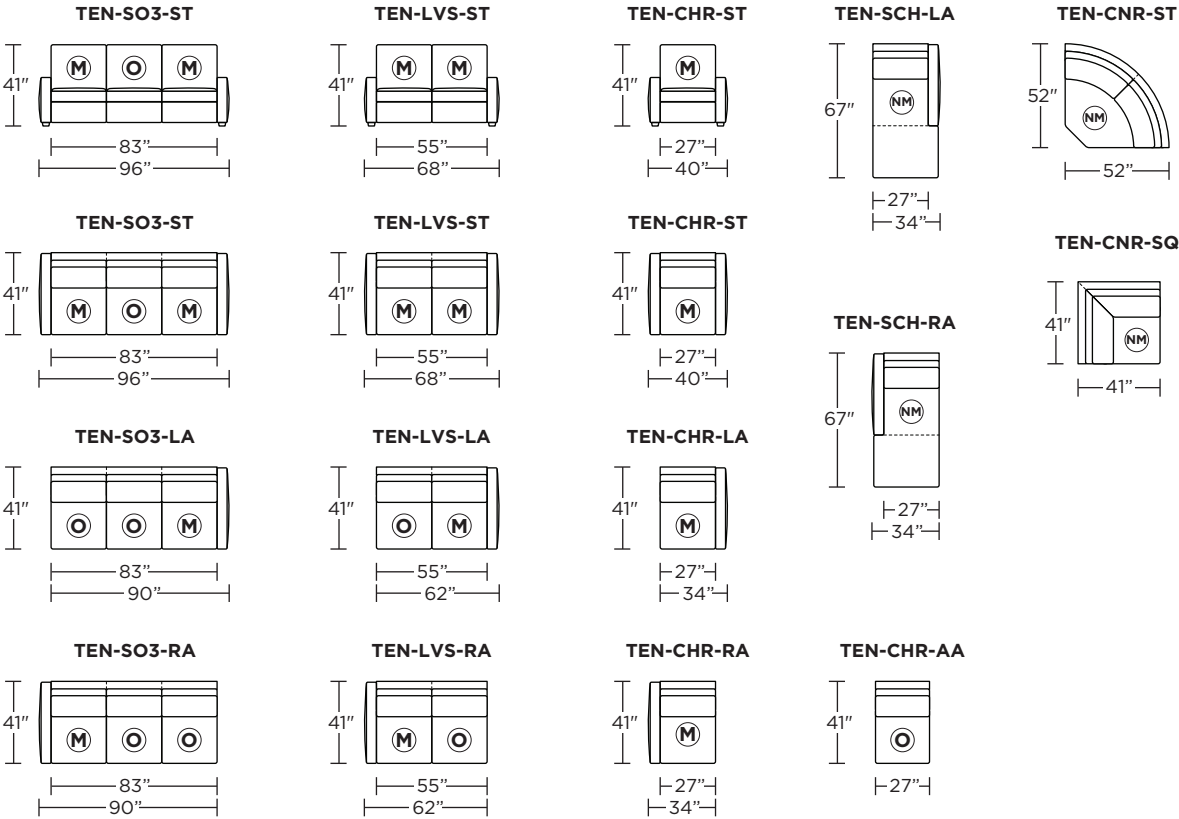 TEN-SO3-ST
41"
M O M
83”
96”
TEN-LVS-ST
41"
M M
55”
68”
TEN-CHR-ST
41"
M
27”
40”
TEN-SCH-LA
67"
NM
27”
34”
TEN-CNR-ST
52"
NM
52”
TEN-SO3-ST
41"
M O M
83”
96”
TEN-LVS-ST
41"
M M
55”
68”
TEN-CHR-ST
41"
M
27”
40”
TEN-CNR-SQ
41"
NM
41”
TEN-SCH-RA
67"
NM
27”
34”
TEN-SO3-LA
41"
O O M
83”
90”
TEN-LVS-LA
41"
O M
55”
62”
TEN-CHR-LA
41"
M
27”
34”
TEN-SO3-RA
41"
M O O
83”
90”
TEN-LVS-RA
41"
M O
55”
62”
TEN-CHR-RA
41"
M
27”
34”
TEN-CHR-AA
41"
O
27”